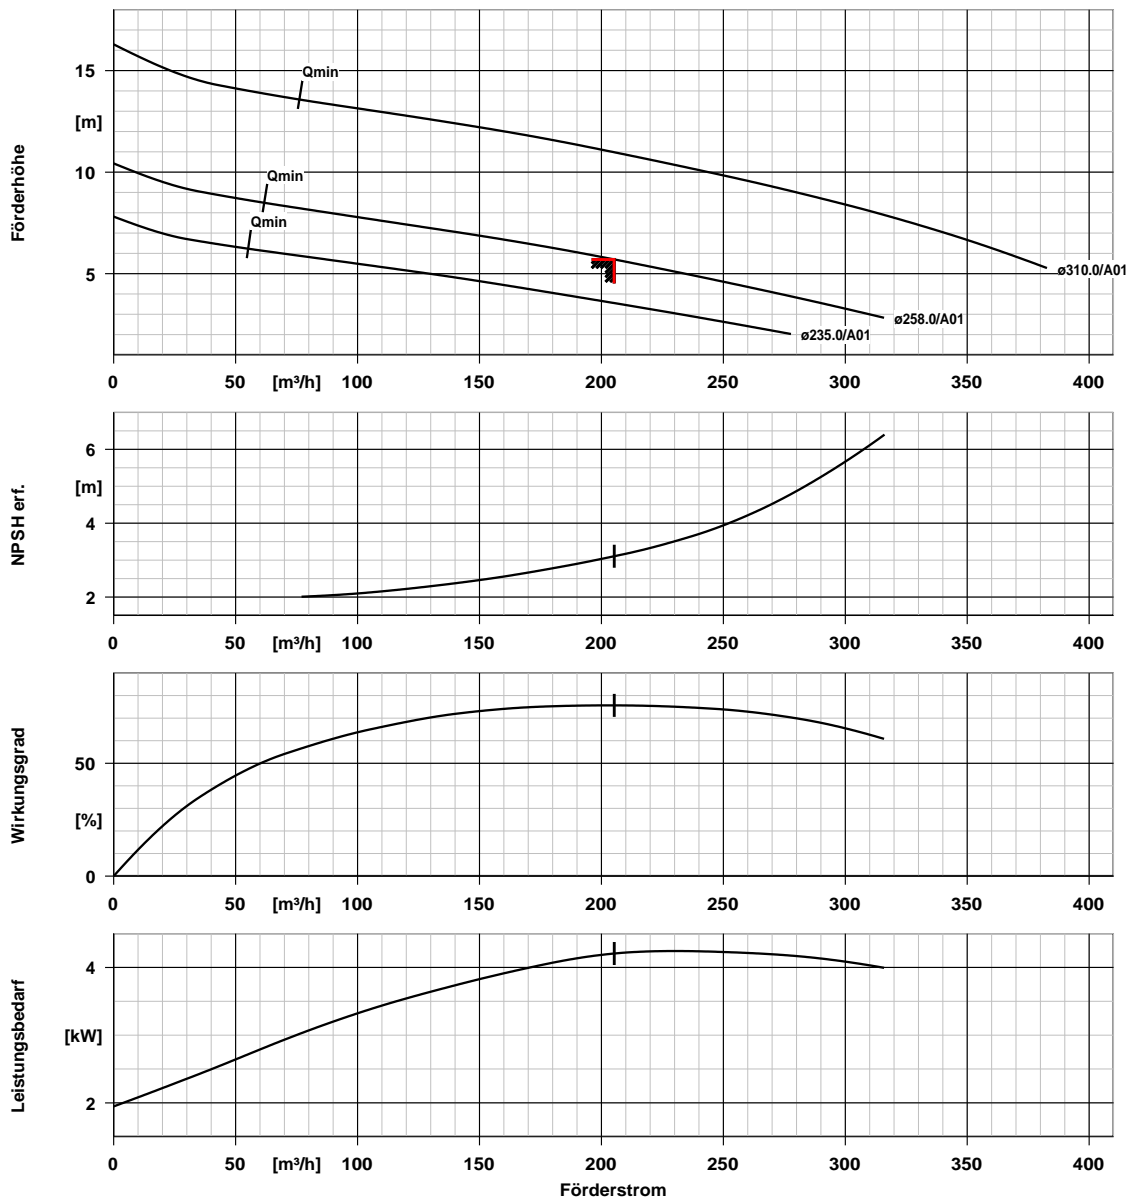 Förderhöhe
[m]
15
10
5
Qmin
Qmin
Qmin
ø310.0/A01
ø258.0/A01
ø235.0/A01
0 50 [m³/h] 100 150 200 250 300 350 400
NPSH erf.
[m]
6
4
2
0 50 [m³/h] 100 150 200 250 300 350 400
Wirkungsgrad
[%]
50
0
0 50 [m³/h] 100 150 200 250 300 350 400
Leistungsbedarf
[kW]
4
2
0 50 [m³/h] 100 150 200 250 300 350 400
Förderstrom